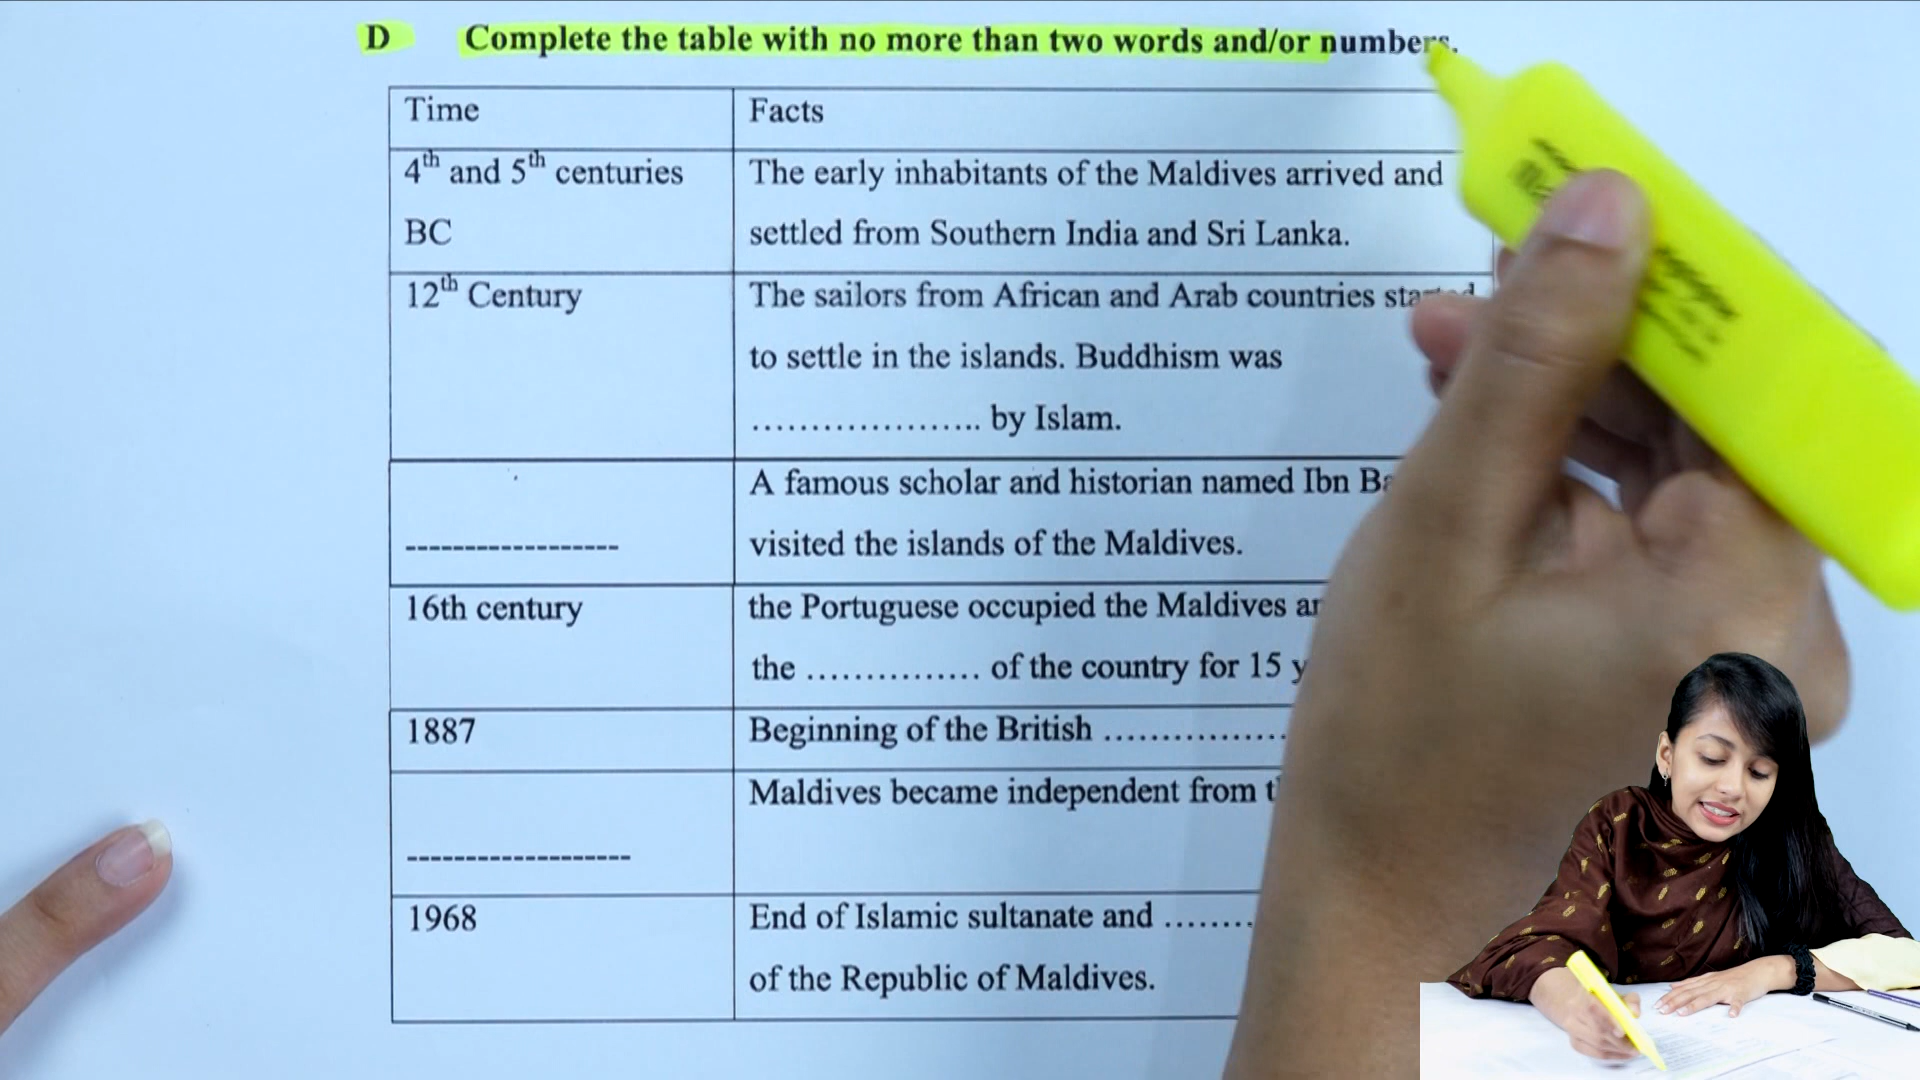 D Complete the table with no more than two words and/or numbers.
Time Facts
4th and 5th centuries The early inhabitants of the Maldives arrived and
BC settled from Southern India and Sri Lanka.
12th Century The sailors from African and Arab countries started
to settle in the islands. Buddhism was
.................... by Islam.
A famous scholar and historian named Ibn
------------------ visited the islands of the Maldives.
16th century the Portuguese occupied the Maldives
the ............... of the country for 15
1887 Beginning of the British ................
Maldives became independent from
-------------------
1968 End of Islamic sultanate and ........
of the Republic of Maldives.